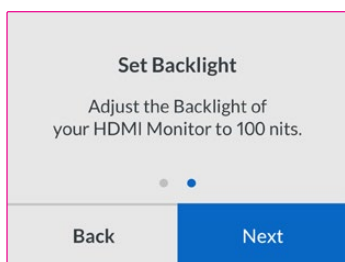 Set Backlight
Adjust the Backlight of
your HDMI Monitor to 100 nits.
Back
Next